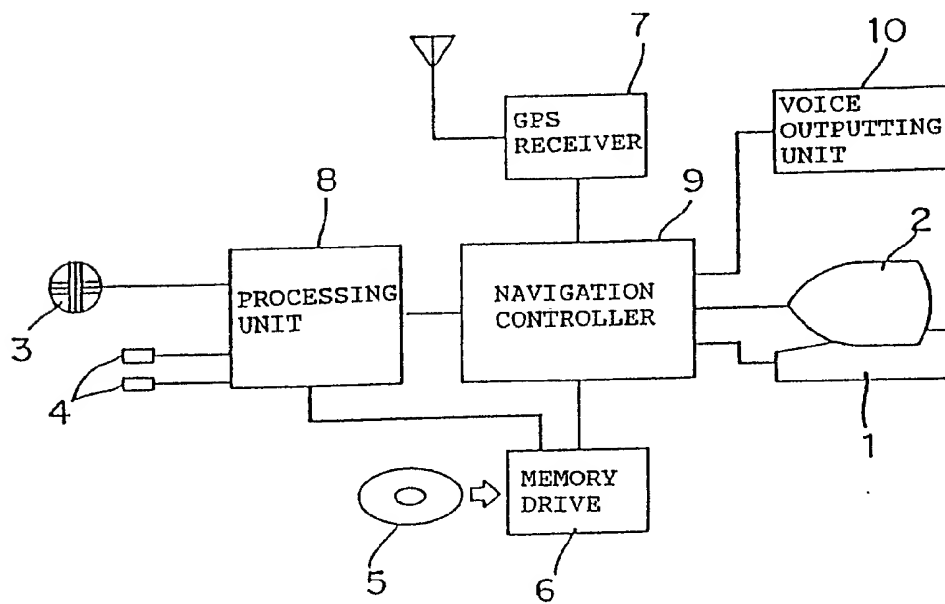 7
10
GPS
RECEIVER
VOICE
OUTPUTTING
UNIT
8
9
2
PROCESSING
UNIT
NAVIGATION
CONTROLLER
3
4
1
MEMORY
DRIVE
5
6